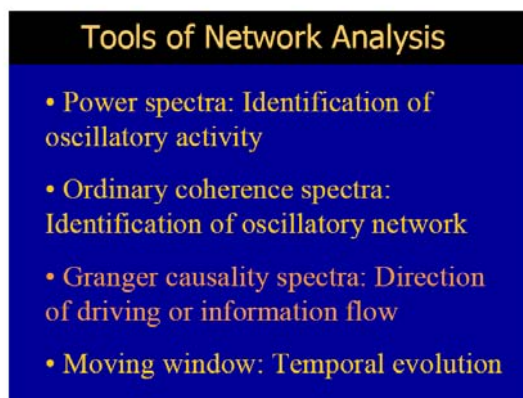 Tools of Network Analysis
• Power spectra: Identification of
oscillatory activity
• Ordinary coherence spectra:
Identification of oscillatory network
• Granger causality spectra: Direction
of driving or information flow
• Moving window: Temporal evolution